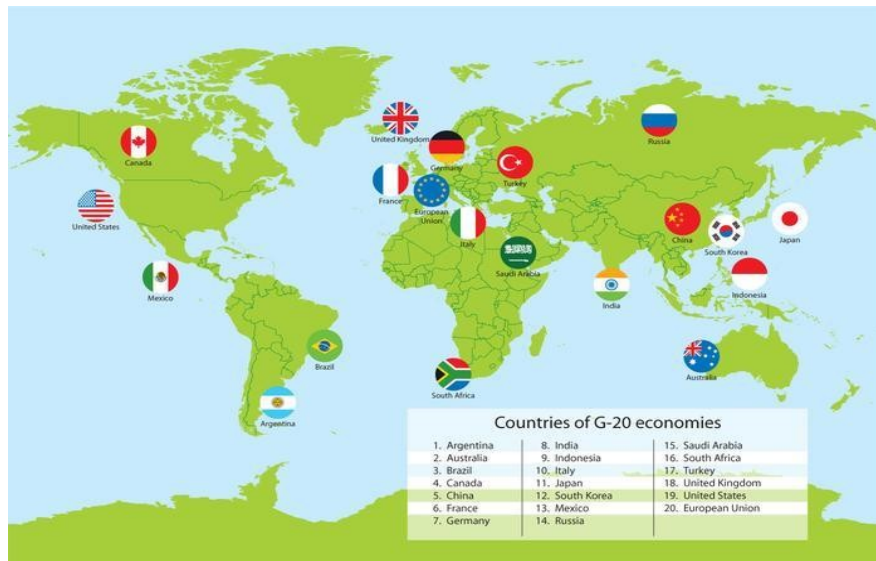 United Kingdom
Canada
Germany
Russia
Turkey
France
European
Union
United States
Italy
China
South Korea
Japan
Saudi Arabia
Mexico
India
Indonesia
Brazil
South Africa
Australia
Argentina
Countries of G-20 economies
1. Argentina
2. Australia
3. Brazil
4. Canada
5. China
6. France
7. Germany
8. India
9. Indonesia
10. Italy
11. Japan
12. South Korea
13. Mexico
14. Russia
15. Saudi Arabia
16. South Africa
17. Turkey
18. United Kingdom
19. United States
20. European Union